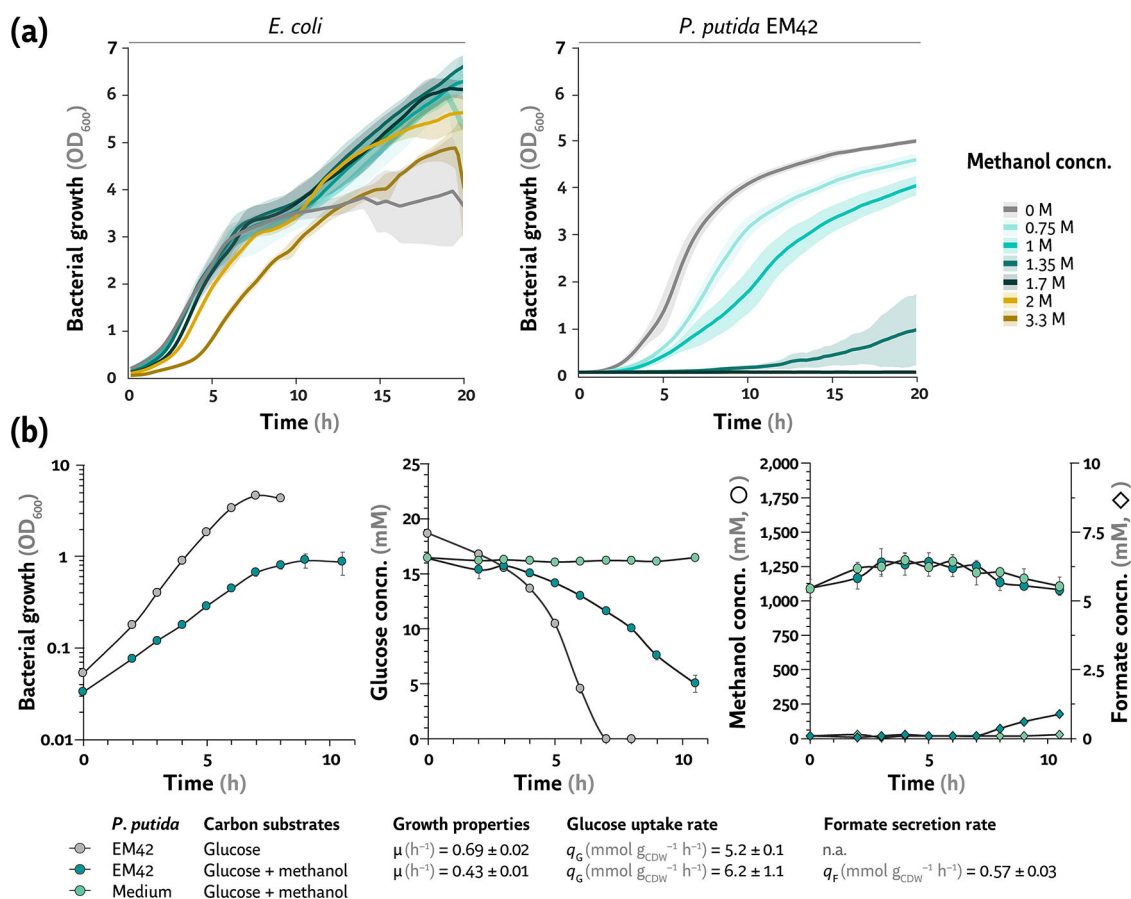 (a)
E. coli
P. putida EM42
Bacterial growth (OD600)
7
6
5
4
3
2
1
0
0 5 10 15 20
Time (h)
Bacterial growth (OD600)
7
6
5
4
3
2
1
0
0 5 10 15 20
Time (h)
Methanol concn.
0 M
0.75 M
1 M
1.35 M
1.7 M
2 M
3.3 M
(b)
Bacterial growth (OD600)
10
1
0.1
0.01
0 5 10
Time (h)
Glucose concn. (mM)
25
20
15
10
5
0
0 5 10
Time (h)
Methanol concn. (mM, ○)
2,000
1,750
1,500
1,250
1,000
750
500
250
0
0 5 10
Time (h)
10
7.5
5
2.5
0
Formate concn. (mM, ◇)
P. putida Carbon substrates Growth properties Glucose uptake rate Formate secretion rate
EM42 Glucose μ (h⁻¹) = 0.69 ± 0.02 qG (mmol gCDW⁻¹ h⁻¹) = 5.2 ± 0.1 n.a.
EM42 Glucose + methanol μ (h⁻¹) = 0.43 ± 0.01 qG (mmol gCDW⁻¹ h⁻¹) = 6.2 ± 1.1 qF (mmol gCDW⁻¹ h⁻¹) = 0.57 ± 0.03
Medium Glucose + methanol